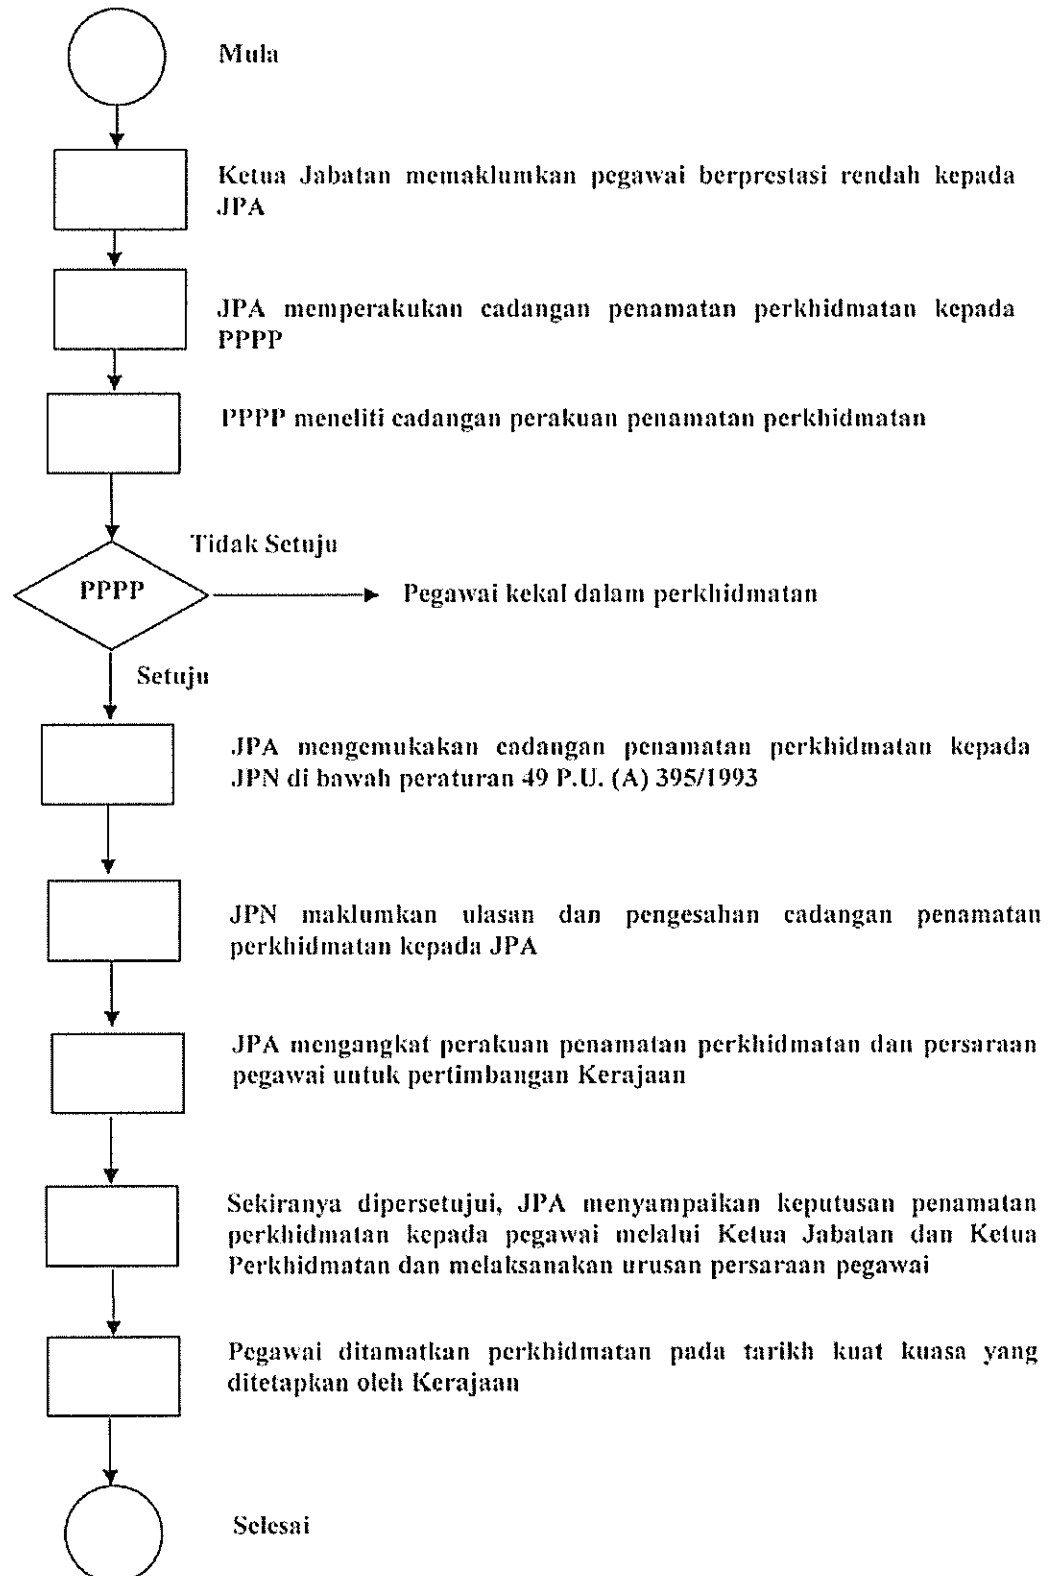 Mula
Ketua Jabatan memaklumkan pegawai berprestasi rendah kepada
JPA
JPA memperakukan cadangan penamatan perkhidmatan kepada
PPPP
PPPP meneliti cadangan perakuan penamatan perkhidmatan
Tidak Setuju
PPPP
Pegawai kekal dalam perkhidmatan
Setuju
JPA mengemukakan cadangan penamatan perkhidmatan kepada
JPN di bawah peraturan 49 P.U. (A) 395/1993
JPN maklumkan ulasan dan pengesahan cadangan penamatan
perkhidmatan kepada JPA
JPA mengangkat perakuan penamatan perkhidmatan dan persaraan
pegawai untuk pertimbangan Kerajaan
Sekiranya dipersetujui, JPA menyampaikan keputusan penamatan
perkhidmatan kepada pegawai melalui Ketua Jabatan dan Ketua
Perkhidmatan dan melaksanakan urusan persaraan pegawai
Pegawai ditamatkan perkhidmatan pada tarikh kuat kuasa yang
ditetapkan oleh Kerajaan
Selesai